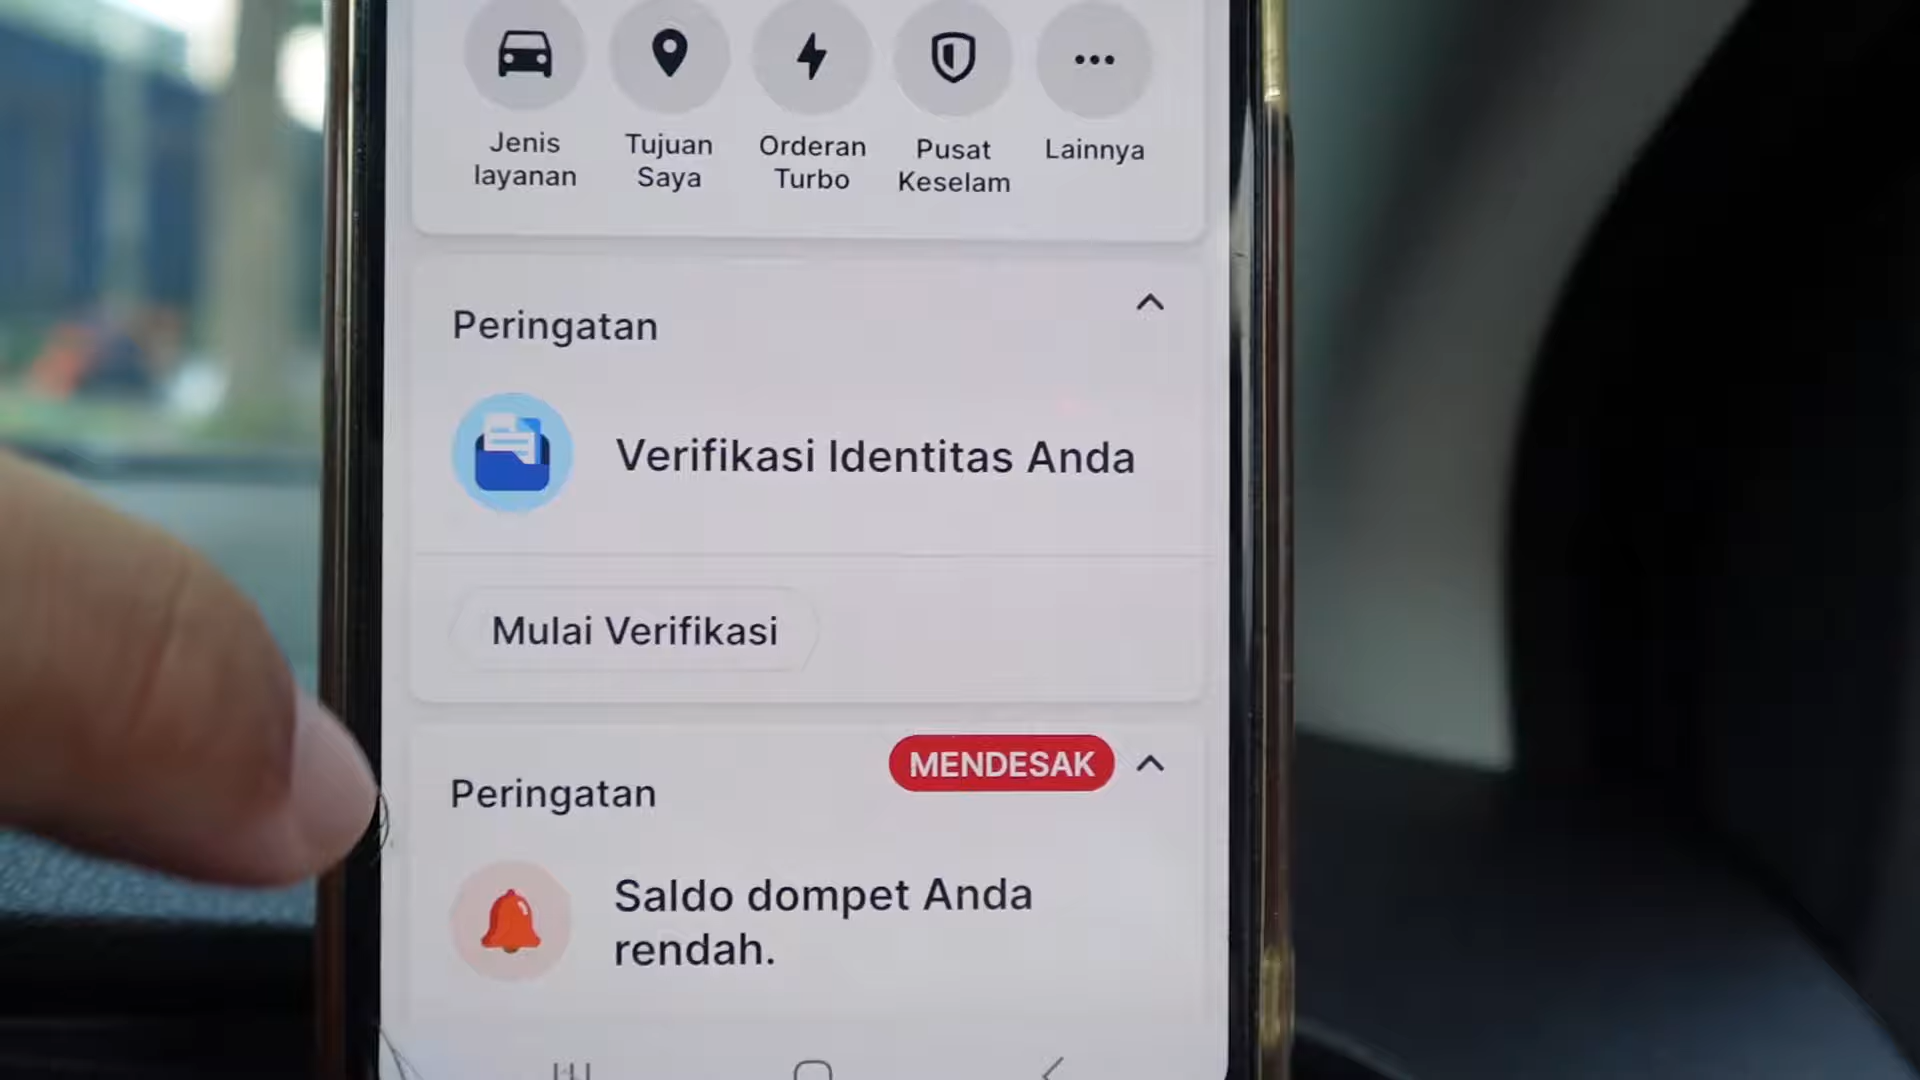 Jenis
layanan
Tujuan
Saya
Orderan
Turbo
Pusat
Keselam
Lainnya
Peringatan
Verifikasi Identitas Anda
Mulai Verifikasi
MENDESAK
Peringatan
Saldo dompet Anda
rendah.